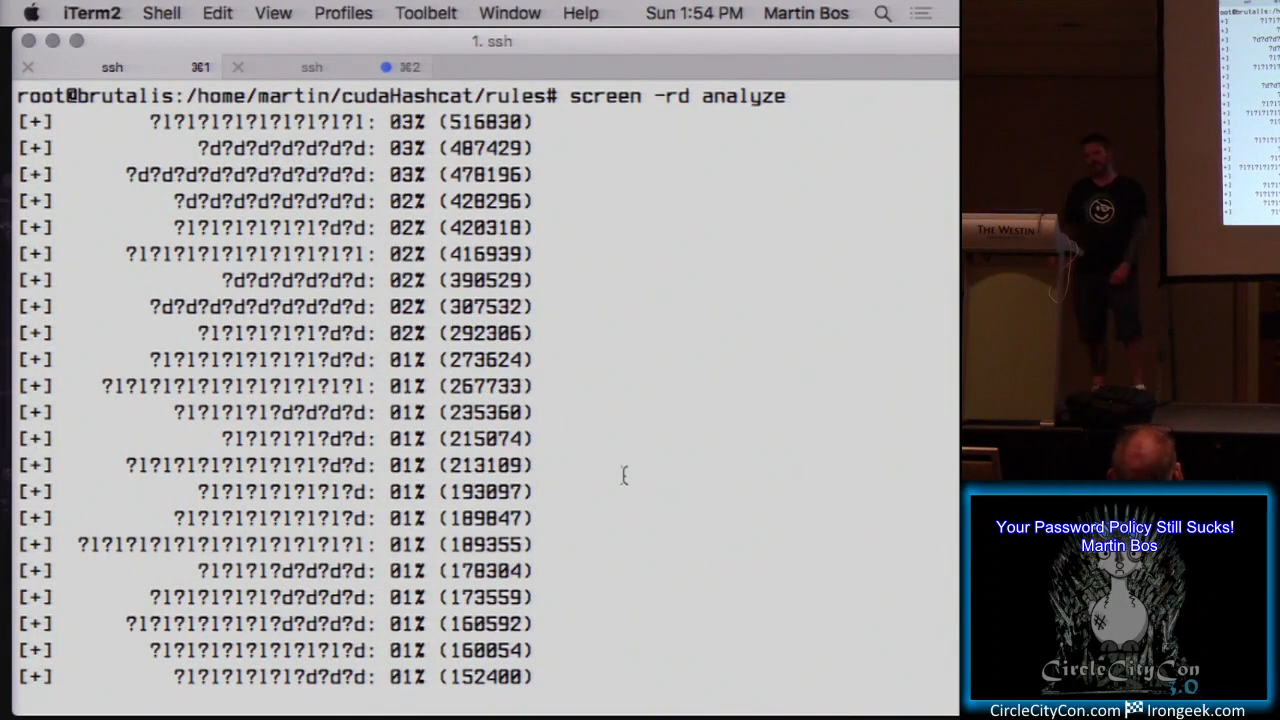 iTerm2 Shell Edit View Profiles Toolbelt Window Help Sun 1:54 PM Martin Bos
1. ssh
ssh ⌘1 ssh ⌘2
root@brutalis:/home/martin/cudaHashcat/rules# screen -rd analyze
[+] ?l?l?l?l?l?l?l?l?l: 03% (516830)
[+] ?d?d?d?d?d?d?d: 03% (487429)
[+] ?d?d?d?d?d?d?d?d?d?d: 03% (478196)
[+] ?d?d?d?d?d?d?d?d: 02% (428296)
[+] ?l?l?l?l?l?l?d?d: 02% (420318)
[+] ?l?l?l?l?l?l?l?l?l?l: 02% (416939)
[+] ?d?d?d?d?d?d: 02% (390529)
[+] ?d?d?d?d?d?d?d?d?d: 02% (307532)
[+] ?l?l?l?l?l?d?d: 02% (292306)
[+] ?l?l?l?l?l?l?l?d?d: 01% (273624)
[+] ?l?l?l?l?l?l?l?l?l?l?l: 01% (267733)
[+] ?l?l?l?l?d?d?d?d: 01% (235360)
[+] ?l?l?l?l?d?d: 01% (215074)
[+] ?l?l?l?l?l?l?l?l?d?d: 01% (213109)
[+] ?l?l?l?l?l?l?d: 01% (193097)
[+] ?l?l?l?l?l?l?l?d: 01% (189847)
[+] ?l?l?l?l?l?l?l?l?l?l?l?l: 01% (189355)
[+] ?l?l?l?d?d?d?d: 01% (178304)
[+] ?l?l?l?l?l?d?d?d?d: 01% (173559)
[+] ?l?l?l?l?l?l?d?d?d?d: 01% (160592)
[+] ?l?l?l?l?l?l?l?l?d: 01% (160054)
[+] ?l?l?l?l?l?d?d?d: 01% (152400)
THE WESTIN
Your Password Policy Still Sucks!
Martin Bos
CircleCityCon
3.0
CircleCityCon.com Irongeek.com